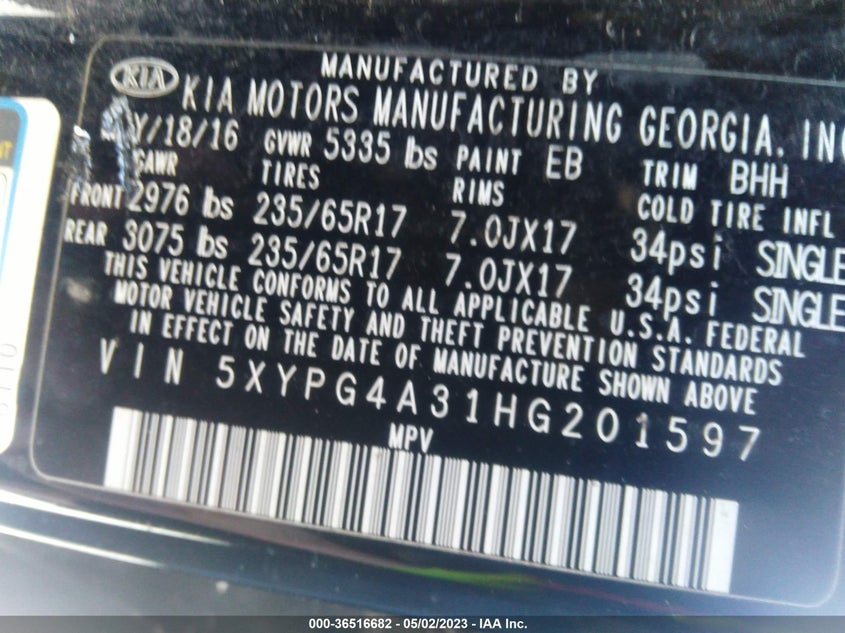 MANUFACTURED BY
KIA KIA MOTORS MANUFACTURING GEORGIA, INC
Y/18/16 GVWR 5335 lbs PAINT EB TRIM BHH
GAWR TIRES RIMS COLD TIRE INFL
FRONT 2976 lbs 235/65R17 7.0JX17 34psi SINGLE
REAR 3075 lbs 235/65R17 7.0JX17 34psi SINGLE
THIS VEHICLE CONFORMS TO ALL APPLICABLE U.S.A. FEDERAL
MOTOR VEHICLE SAFETY AND THEFT PREVENTION STANDARDS
IN EFFECT ON THE DATE OF MANUFACTURE SHOWN ABOVE
VIN 5XYPG4A31HG201597
MPV
000-36516682 - 05/02/2023 - IAA Inc.